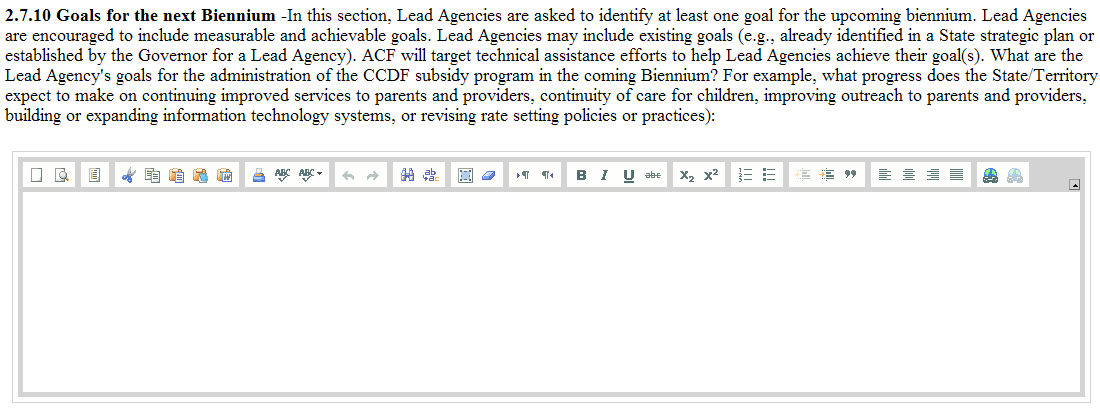 2.7.10 Goals for the next Biennium -In this section, Lead Agencies are asked to identify at least one goal for the upcoming biennium. Lead Agencies
are encouraged to include measurable and achievable goals. Lead Agencies may include existing goals (e.g., already identified in a State strategic plan or
established by the Governor for a Lead Agency). ACF will target technical assistance efforts to help Lead Agencies achieve their goal(s). What are the
Lead Agency's goals for the administration of the CCDF subsidy program in the coming Biennium? For example, what progress does the State/Territory
expect to make on continuing improved services to parents and providers, continuity of care for children, improving outreach to parents and providers,
building or expanding information technology systems, or revising rate setting policies or practices):
ABC ABC B I U abc X₂ X²